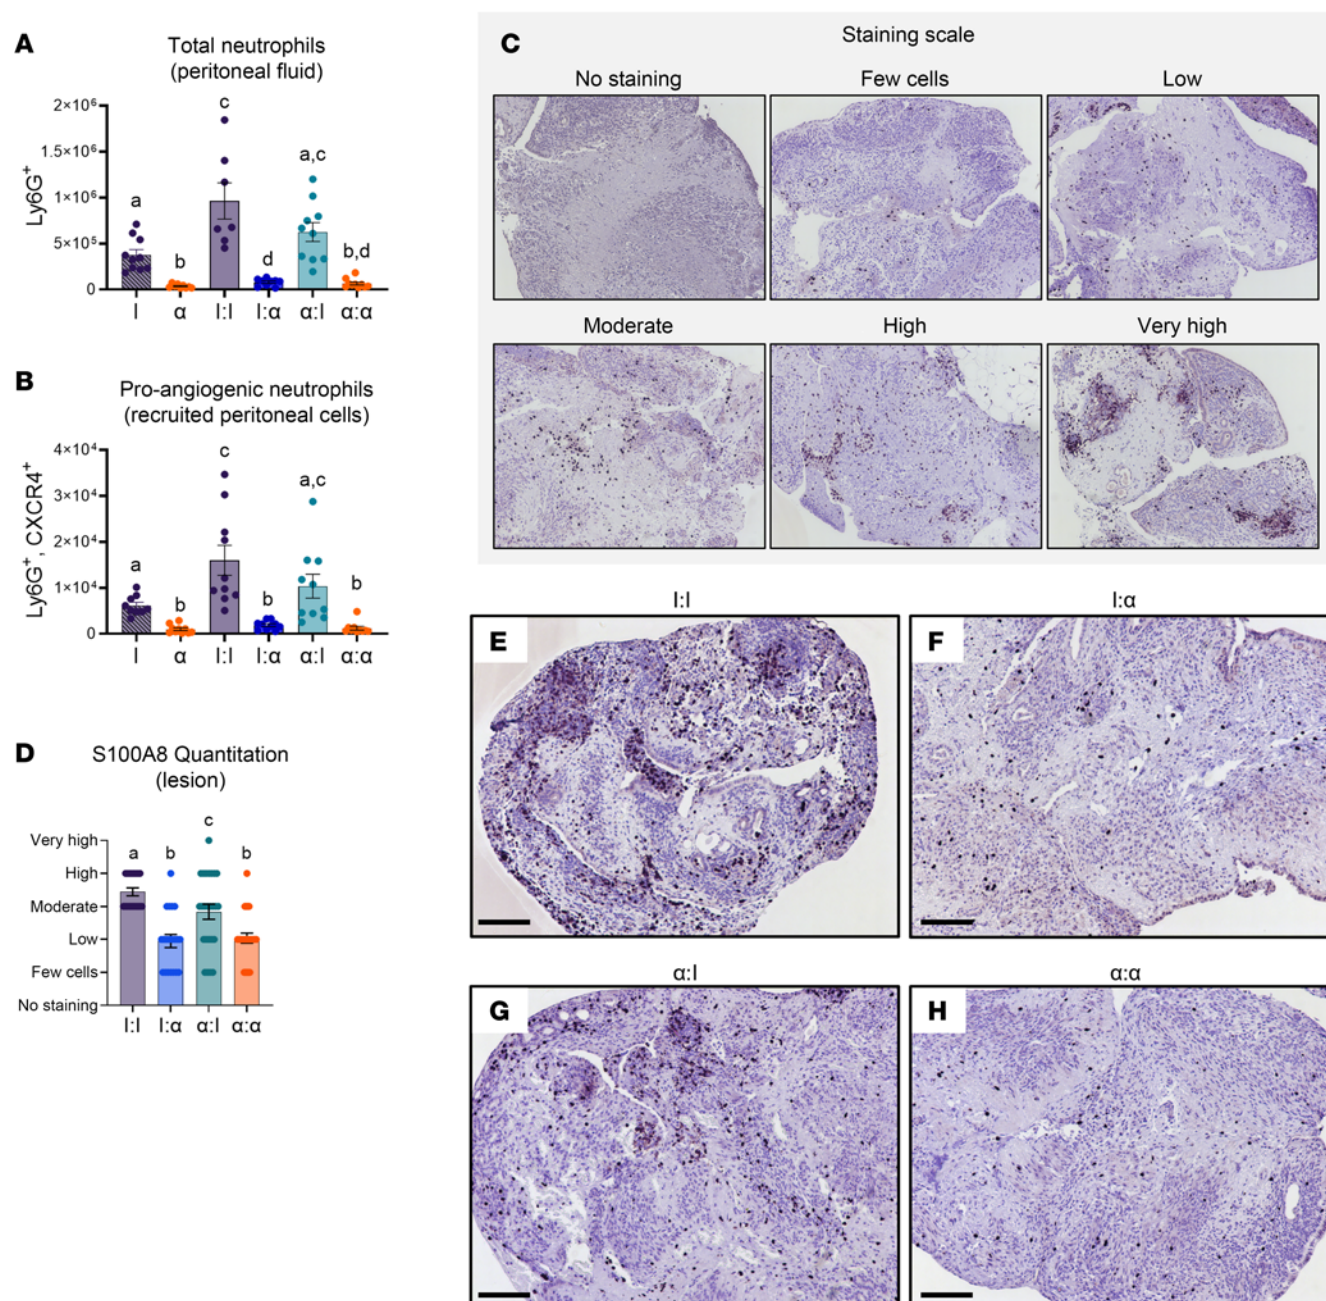 A
Total neutrophils
(peritoneal fluid)
Ly6G⁺
2×10⁶
1.5×10⁶
1×10⁶
5×10⁵
0
a
b
c
d
a,c
b,d
I
α
I:I
I:α
α:I
α:α
B
Pro-angiogenic neutrophils
(recruited peritoneal cells)
Ly6G⁺, CXCR4⁺
4×10⁴
3×10⁴
2×10⁴
1×10⁴
0
a
b
c
b
a,c
b
I
α
I:I
I:α
α:I
α:α
D
S100A8 Quantitation
(lesion)
Very high
High
Moderate
Low
Few cells
No staining
a
b
c
b
I:I
I:α
α:I
α:α
C
Staining scale
No staining
Few cells
Low
Moderate
High
Very high
I:I
E
I:α
F
α:I
G
α:α
H